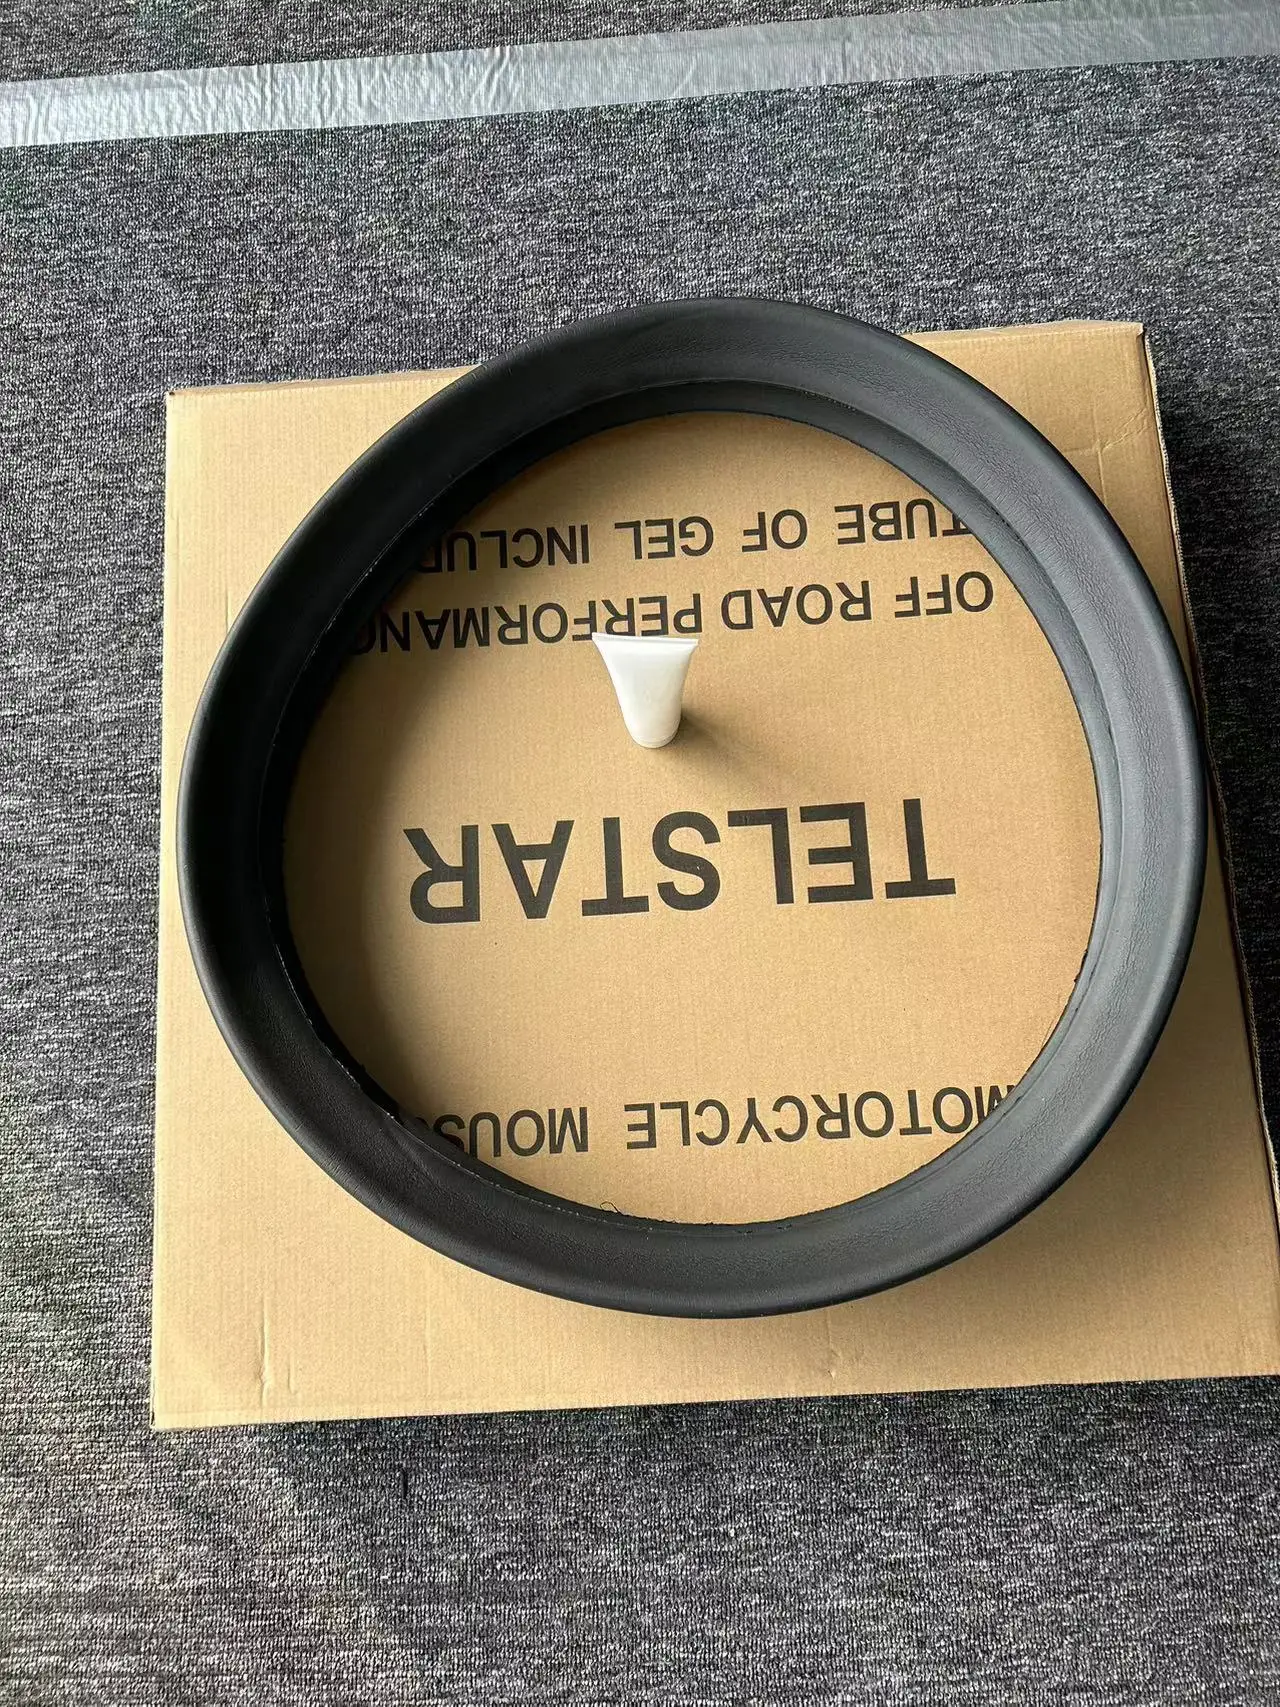 MOTORCYCLE MOUS
TELSTAR
OFF ROAD PERFORMANC
TUBE OF GEL INCLUD